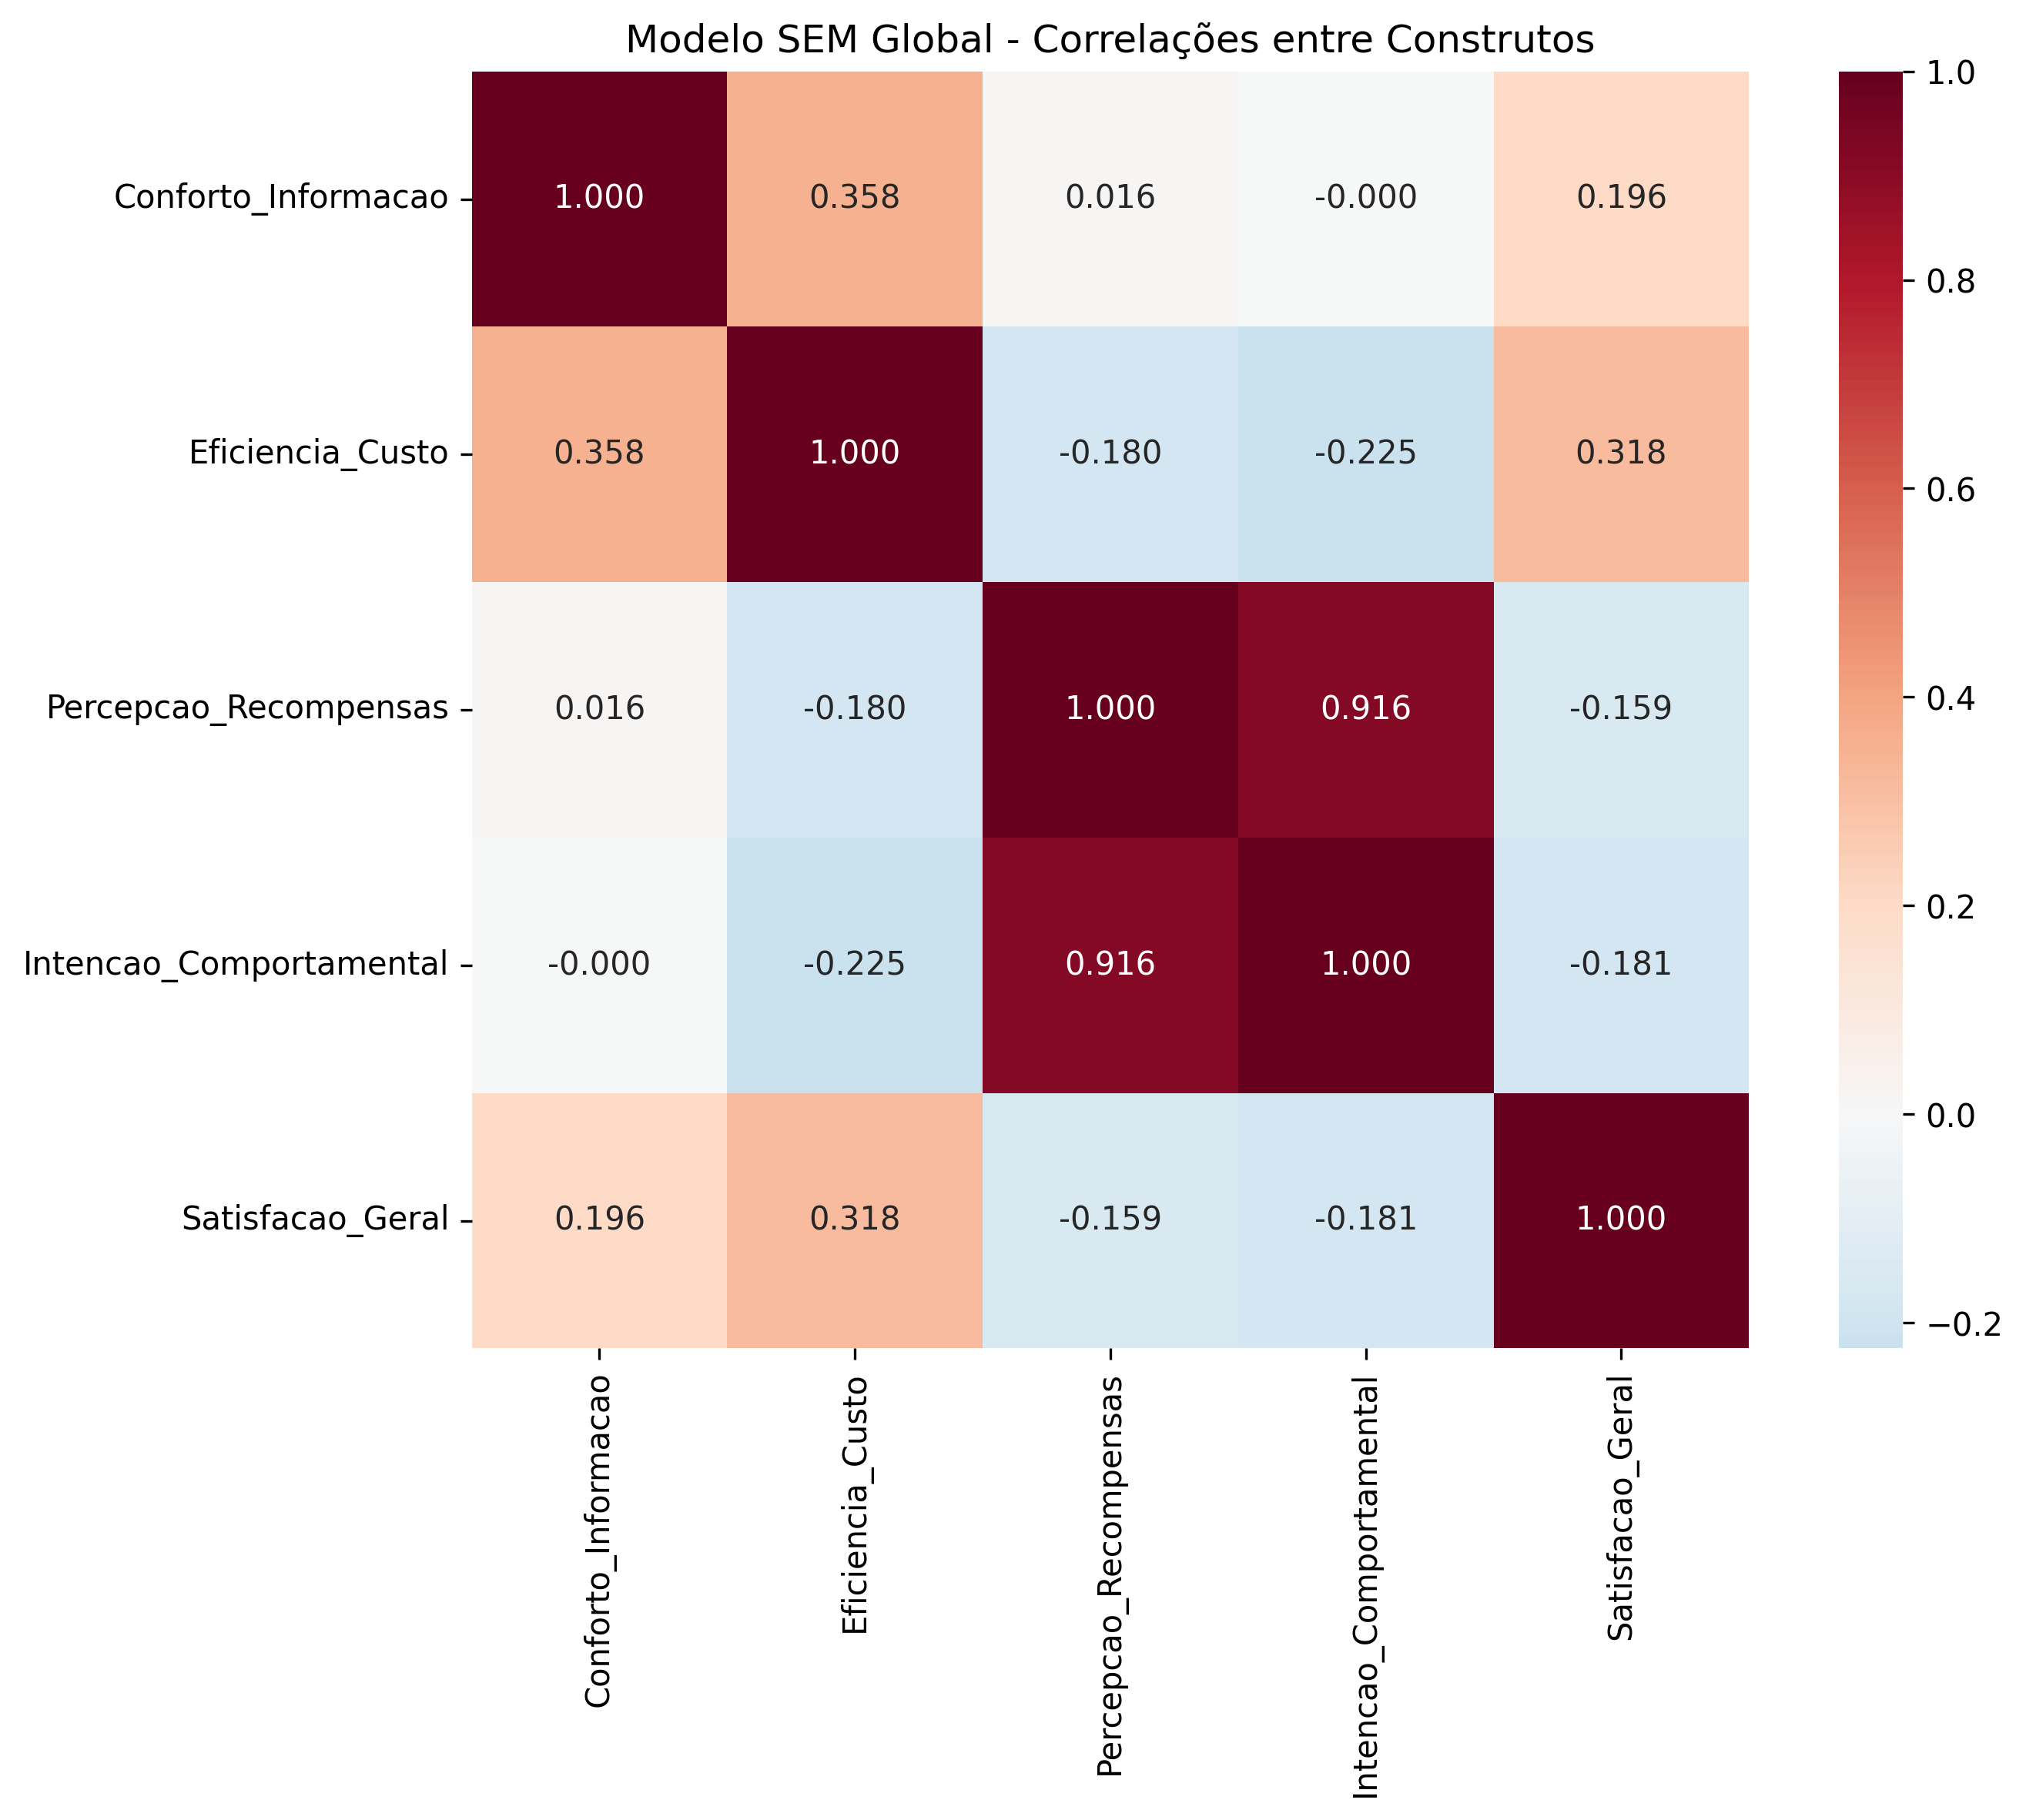 Modelo SEM Global - Correlações entre Construtos
Conforto_Informacao 1.000 0.358 0.016 -0.000 0.196
Eficiencia_Custo 0.358 1.000 -0.180 -0.225 0.318
Percepcao_Recompensas 0.016 -0.180 1.000 0.916 -0.159
Intencao_Comportamental -0.000 -0.225 0.916 1.000 -0.181
Satisfacao_Geral 0.196 0.318 -0.159 -0.181 1.000
Conforto_Informacao
Eficiencia_Custo
Percepcao_Recompensas
Intencao_Comportamental
Satisfacao_Geral
1.0
0.8
0.6
0.4
0.2
0.0
−0.2